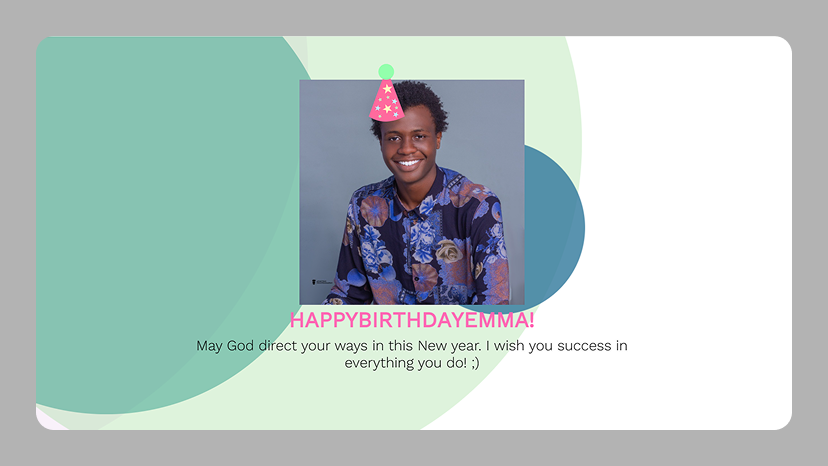 HAPPYBIRTHDAYEMMA!
May God direct your ways in this New year. I wish you success in
everything you do! ;)